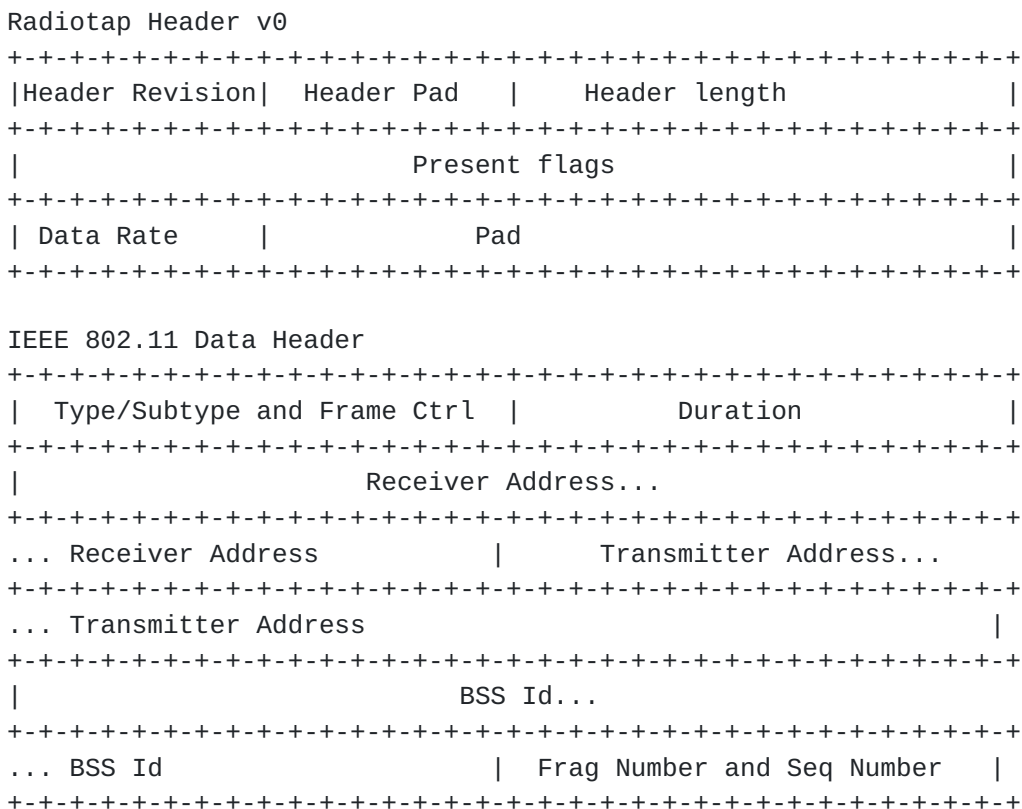 Radiotap Header v0
+-+-+-+-+-+-+-+-+-+-+-+-+-+-+-+-+-+-+-+-+-+-+-+-+-+-+-+-+-+-+-+-+
|Header Revision|  Header Pad   |    Header length              |
+-+-+-+-+-+-+-+-+-+-+-+-+-+-+-+-+-+-+-+-+-+-+-+-+-+-+-+-+-+-+-+-+
|                         Present flags                         |
+-+-+-+-+-+-+-+-+-+-+-+-+-+-+-+-+-+-+-+-+-+-+-+-+-+-+-+-+-+-+-+-+
| Data Rate     |             Pad                               |
+-+-+-+-+-+-+-+-+-+-+-+-+-+-+-+-+-+-+-+-+-+-+-+-+-+-+-+-+-+-+-+-+

IEEE 802.11 Data Header
+-+-+-+-+-+-+-+-+-+-+-+-+-+-+-+-+-+-+-+-+-+-+-+-+-+-+-+-+-+-+-+-+
|  Type/Subtype and Frame Ctrl  |          Duration             |
+-+-+-+-+-+-+-+-+-+-+-+-+-+-+-+-+-+-+-+-+-+-+-+-+-+-+-+-+-+-+-+-+
|                      Receiver Address...
+-+-+-+-+-+-+-+-+-+-+-+-+-+-+-+-+-+-+-+-+-+-+-+-+-+-+-+-+-+-+-+-+
... Receiver Address           |      Transmitter Address...
+-+-+-+-+-+-+-+-+-+-+-+-+-+-+-+-+-+-+-+-+-+-+-+-+-+-+-+-+-+-+-+-+
... Transmitter Address                                        |
+-+-+-+-+-+-+-+-+-+-+-+-+-+-+-+-+-+-+-+-+-+-+-+-+-+-+-+-+-+-+-+-+
|                            BSS Id...
+-+-+-+-+-+-+-+-+-+-+-+-+-+-+-+-+-+-+-+-+-+-+-+-+-+-+-+-+-+-+-+-+
... BSS Id                     |  Frag Number and Seq Number   |
+-+-+-+-+-+-+-+-+-+-+-+-+-+-+-+-+-+-+-+-+-+-+-+-+-+-+-+-+-+-+-+-+